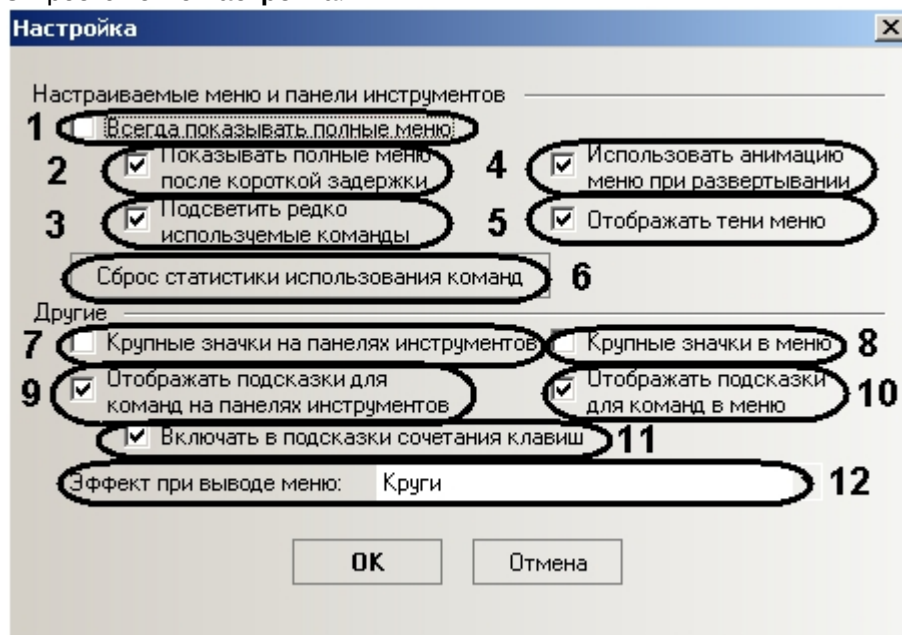 Настройка
Настраиваемые меню и панели инструментов
1 Всегда показывать полные меню
2 Показывать полные меню
после короткой задержки
4 Использовать анимацию
меню при развертывании
3 Подсветить редко
используемые команды
5 Отображать тени меню
Сброс статистики использования команд 6
Другие
7 Крупные значки на панелях инструментов
Крупные значки в меню 8
9 Отображать подсказки для
команд на панелях инструментов
Отображать подсказки
для команд в меню 10
Включать в подсказки сочетания клавиш 11
Эффект при выводе меню: Круги 12
OK
Отмена